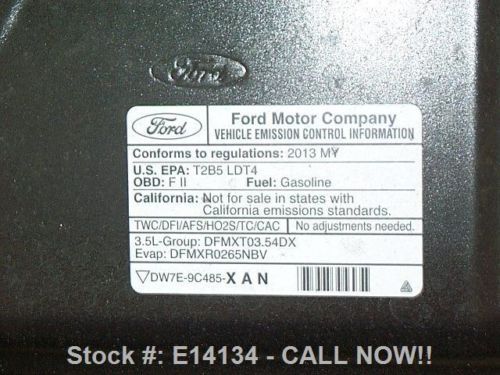 Ford
Ford
Ford Motor Company
VEHICLE EMISSION CONTROL INFORMATION
Conforms to regulations: 2013 MY
U.S. EPA: T2B5 LDT4
OBD: F II Fuel: Gasoline
California: Not for sale in states with
California emissions standards.
TWC/DFI/AFS/HO2S/TC/CAC No adjustments needed.
3.5L-Group: DFMXT03.54DX
Evap: DFMXR0265NBV
DW7E-9C485-X A N
Stock #: E14134 - CALL NOW!!